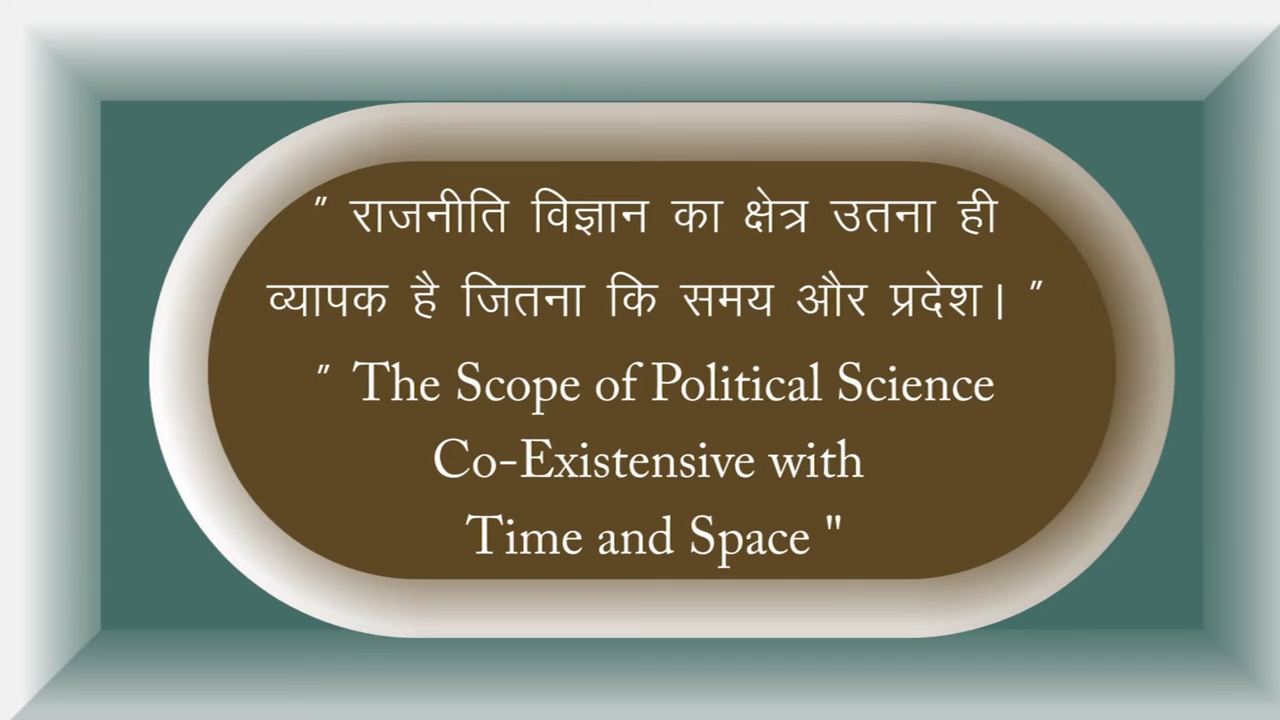 " राजनीति विज्ञान का क्षेत्र उतना ही
व्यापक है जितना कि समय और प्रदेश। "
" The Scope of Political Science
Co-Existensive with
Time and Space "